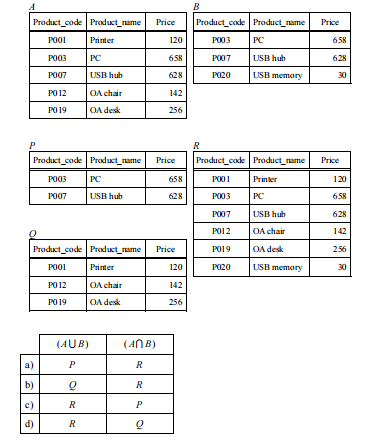 A
Product_code Product_name Price
P001 Printer 120
P003 PC 658
P007 USB hub 628
P012 OA chair 142
P019 OA desk 256
B
Product_code Product_name Price
P003 PC 658
P007 USB hub 628
P020 USB memory 30
P
Product_code Product_name Price
P003 PC 658
P007 USB hub 628
Q
Product_code Product_name Price
P001 Printer 120
P012 OA chair 142
P019 OA desk 256
R
Product_code Product_name Price
P001 Printer 120
P003 PC 658
P007 USB hub 628
P012 OA chair 142
P019 OA desk 256
P020 USB memory 30
(A⋃B) (A⋂B)
a) P R
b) Q R
c) R P
d) R Q